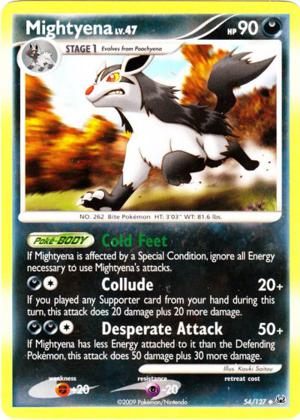 Mightyena LV.47 HP 90
STAGE 1 Evolves from Poochyena
NO. 262 Bite Pokémon HT: 3'03" WT: 81.6 lbs.
Poké-BODY Cold Feet
If Mightyena is affected by a Special Condition, ignore all Energy
necessary to use Mightyena's attacks.
Collude 20+
If you played any Supporter card from your hand during
this turn, this attack does 20 damage plus 20 more damage.
Desperate Attack 50+
If Mightyena has less Energy attached to it than the Defending
Pokémon, this attack does 50 damage plus 30 more damage.
Illus. Kouki Saitou
weakness resistance retreat cost
+20 -20
©2009 Pokémon/Nintendo 54/127